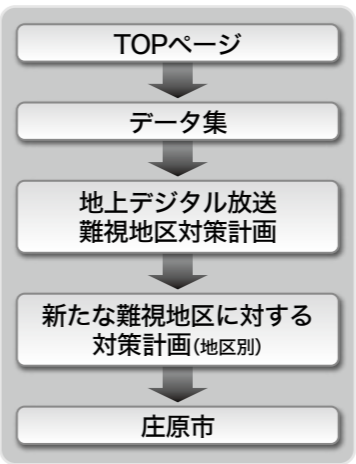 TOPページ
データ集
地上デジタル放送
難視地区対策計画
新たな難視地区に対する
対策計画(地区別)
庄原市